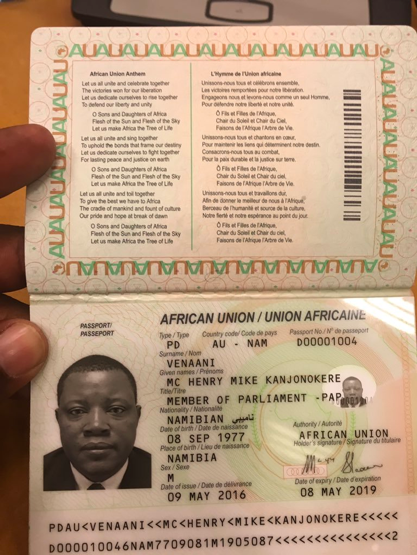 AUAUAUAUAUAUAUAUAUAUAU
African Union Anthem
Let us all unite and celebrate together
The victories won for our liberation
Let us dedicate ourselves to rise together
To defend our liberty and unity
O Sons and Daughters of Africa
Flesh of the Sun and Flesh of the Sky
Let us make Africa the Tree of Life
Let us all unite and sing together
To uphold the bonds that frame our destiny
Let us dedicate ourselves to fight together
For lasting peace and justice on earth
O Sons and Daughters of Africa
Flesh of the Sun and Flesh of the Sky
Let us make Africa the Tree of Life
Let us all unite and toil together
To give the best we have to Africa
The cradle of mankind and fount of culture
Our pride and hope at break of dawn
O Sons and Daughters of Africa
Flesh of the Sun and Flesh of the Sky
Let us make Africa the Tree of Life
L'Hymne de l'Union africaine
Unissons-nous tous et célébrons ensemble,
Les victoires remportées pour notre libération.
Engageons nous et levons-nous comme un seul Homme.
Pour défendre notre liberté et notre unité.
Ô Fils et Filles de l'Afrique,
Chair du Soleil et Chair du Ciel,
Faisons de l'Afrique l'Arbre de Vie.
Unissons-nous tous et chantons en cœur,
Pour maintenir les liens qui déterminent notre destin.
Consacrons-nous tous au combat,
Pour la paix durable et la justice sur terre.
Ô Fils et Filles de l'Afrique,
Chair du Soleil et Chair du Ciel,
Faisons de l'Afrique l'Arbre de Vie.
Unissons-nous tous et travaillons dur,
Afin de donner le meilleur de nous à l'Afrique,
Berceau de l'humanité et source de la culture,
Notre fierté et notre espérance au point du jour.
Ô Fils et Filles de l'Afrique,
Chair du Soleil et Chair du Ciel,
Faisons de l'Afrique l'Arbre de Vie.
PASSPORT/
PASSEPORT
AFRICAN UNION / UNION AFRICAINE
Type / Type Country code/ Code de pays Passport No / N° de passeport
PD AU - NAM D00001004
Surname / Nom
VENAANI
Given names / Prénoms
MC HENRY MIKE KANJONOKERE
Title/Titre
MEMBER OF PARLIAMENT -PAP
Nationality / Nationalité
NAMIBIAN ناميبي
Date of birth / Date de naissance Authority / Autorité
08 SEP 1977 AFRICAN UNION
Place of birth / Lieu de naissance Holder's signature / Signature du titulaire
NAMIBIA
Sex / Sexe
M
Date of issue / Date de délivrance Date of expiry / Date d'expiration
09 MAY 2016 08 MAY 2019
PDAU<VENAANI<<MC<HENRY<MIKE<KANJONOKERE<<<<<
D000010046NAM7709081M1905087<<<<<<<<<<<<<<<2